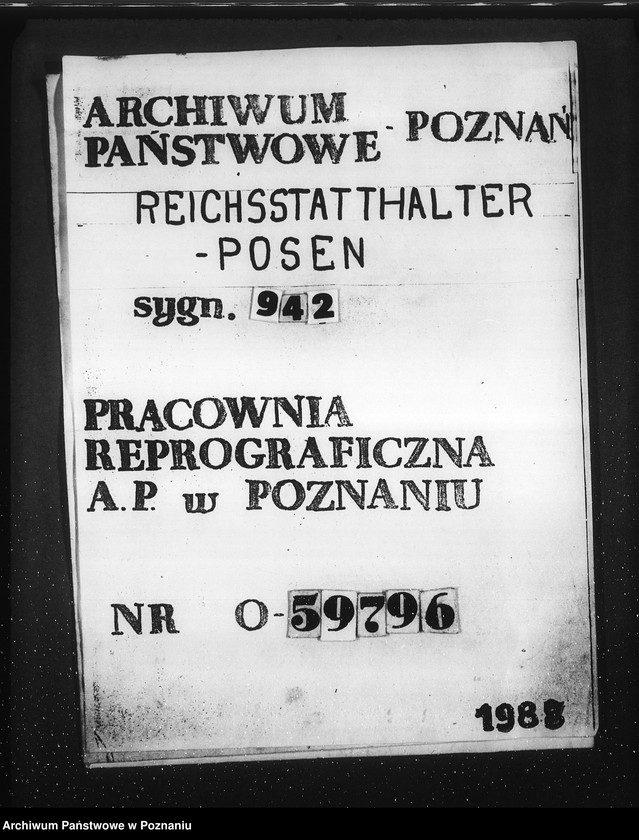 ARCHIWUM
PAŃSTWOWE - POZNAŃ
REICHSSTATTHALTER
-POSEN
sygn. 942
PRACOWNIA
REPROGRAFICZNA
A.P. w POZNANIU
NR O-59796
1988
Archiwum Państwowe w Poznaniu